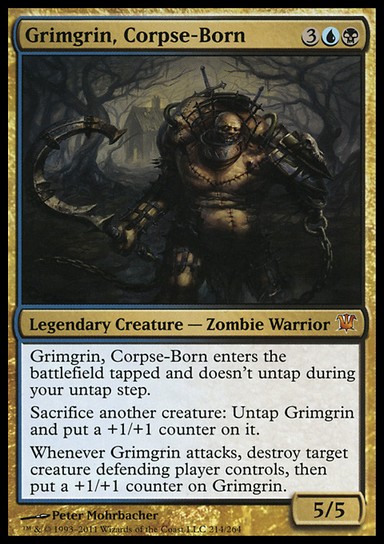 Grimgrin, Corpse-Born 3
Legendary Creature — Zombie Warrior
Grimgrin, Corpse-Born enters the
battlefield tapped and doesn't untap during
your untap step.
Sacrifice another creature: Untap Grimgrin
and put a +1/+1 counter on it.
Whenever Grimgrin attacks, destroy target
creature defending player controls, then
put a +1/+1 counter on Grimgrin.
5/5
Peter Mohrbacher
™ & © 1993–2011 Wizards of the Coast LLC 214/264